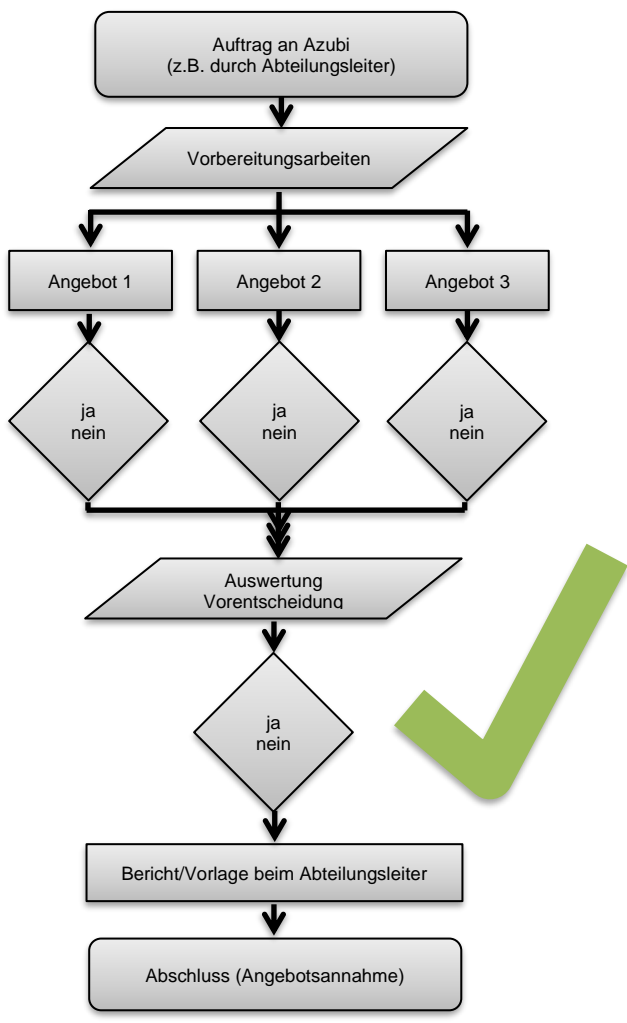 Auftrag an Azubi
(z.B. durch Abteilungsleiter)
Vorbereitungsarbeiten
Angebot 1
Angebot 2
Angebot 3
ja
nein
ja
nein
ja
nein
Auswertung
Vorentscheidung
ja
nein
Bericht/Vorlage beim Abteilungsleiter
Abschluss (Angebotsannahme)